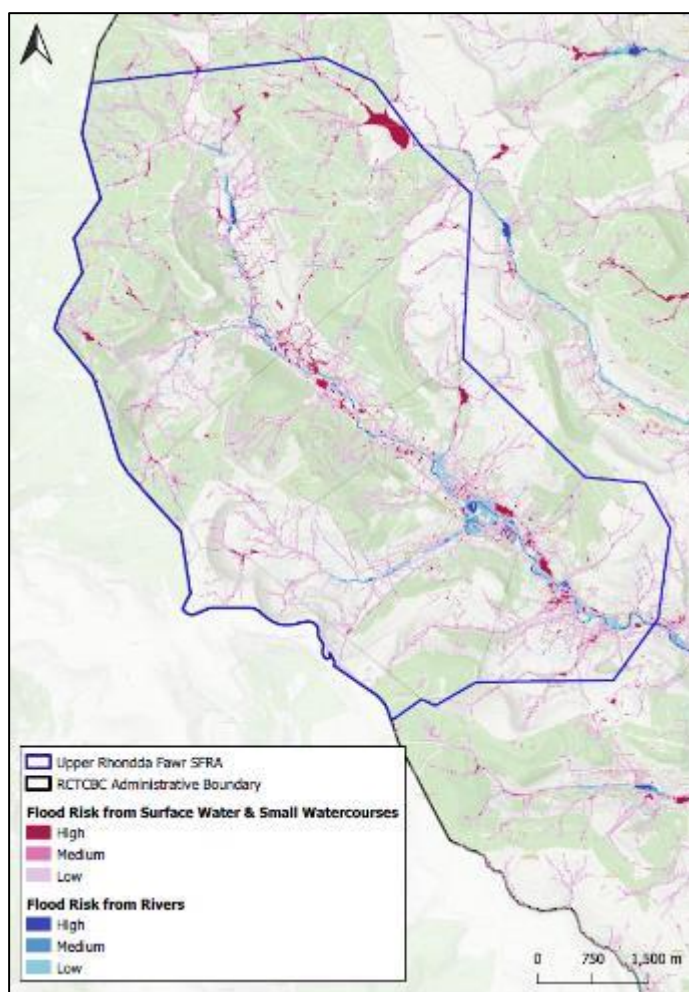 Upper Rhondda Fawr SFRA
RCTCBC Administrative Boundary
Flood Risk from Surface Water & Small Watercourses
High
Medium
Low
Flood Risk from Rivers
High
Medium
Low
0 750 1,500 m